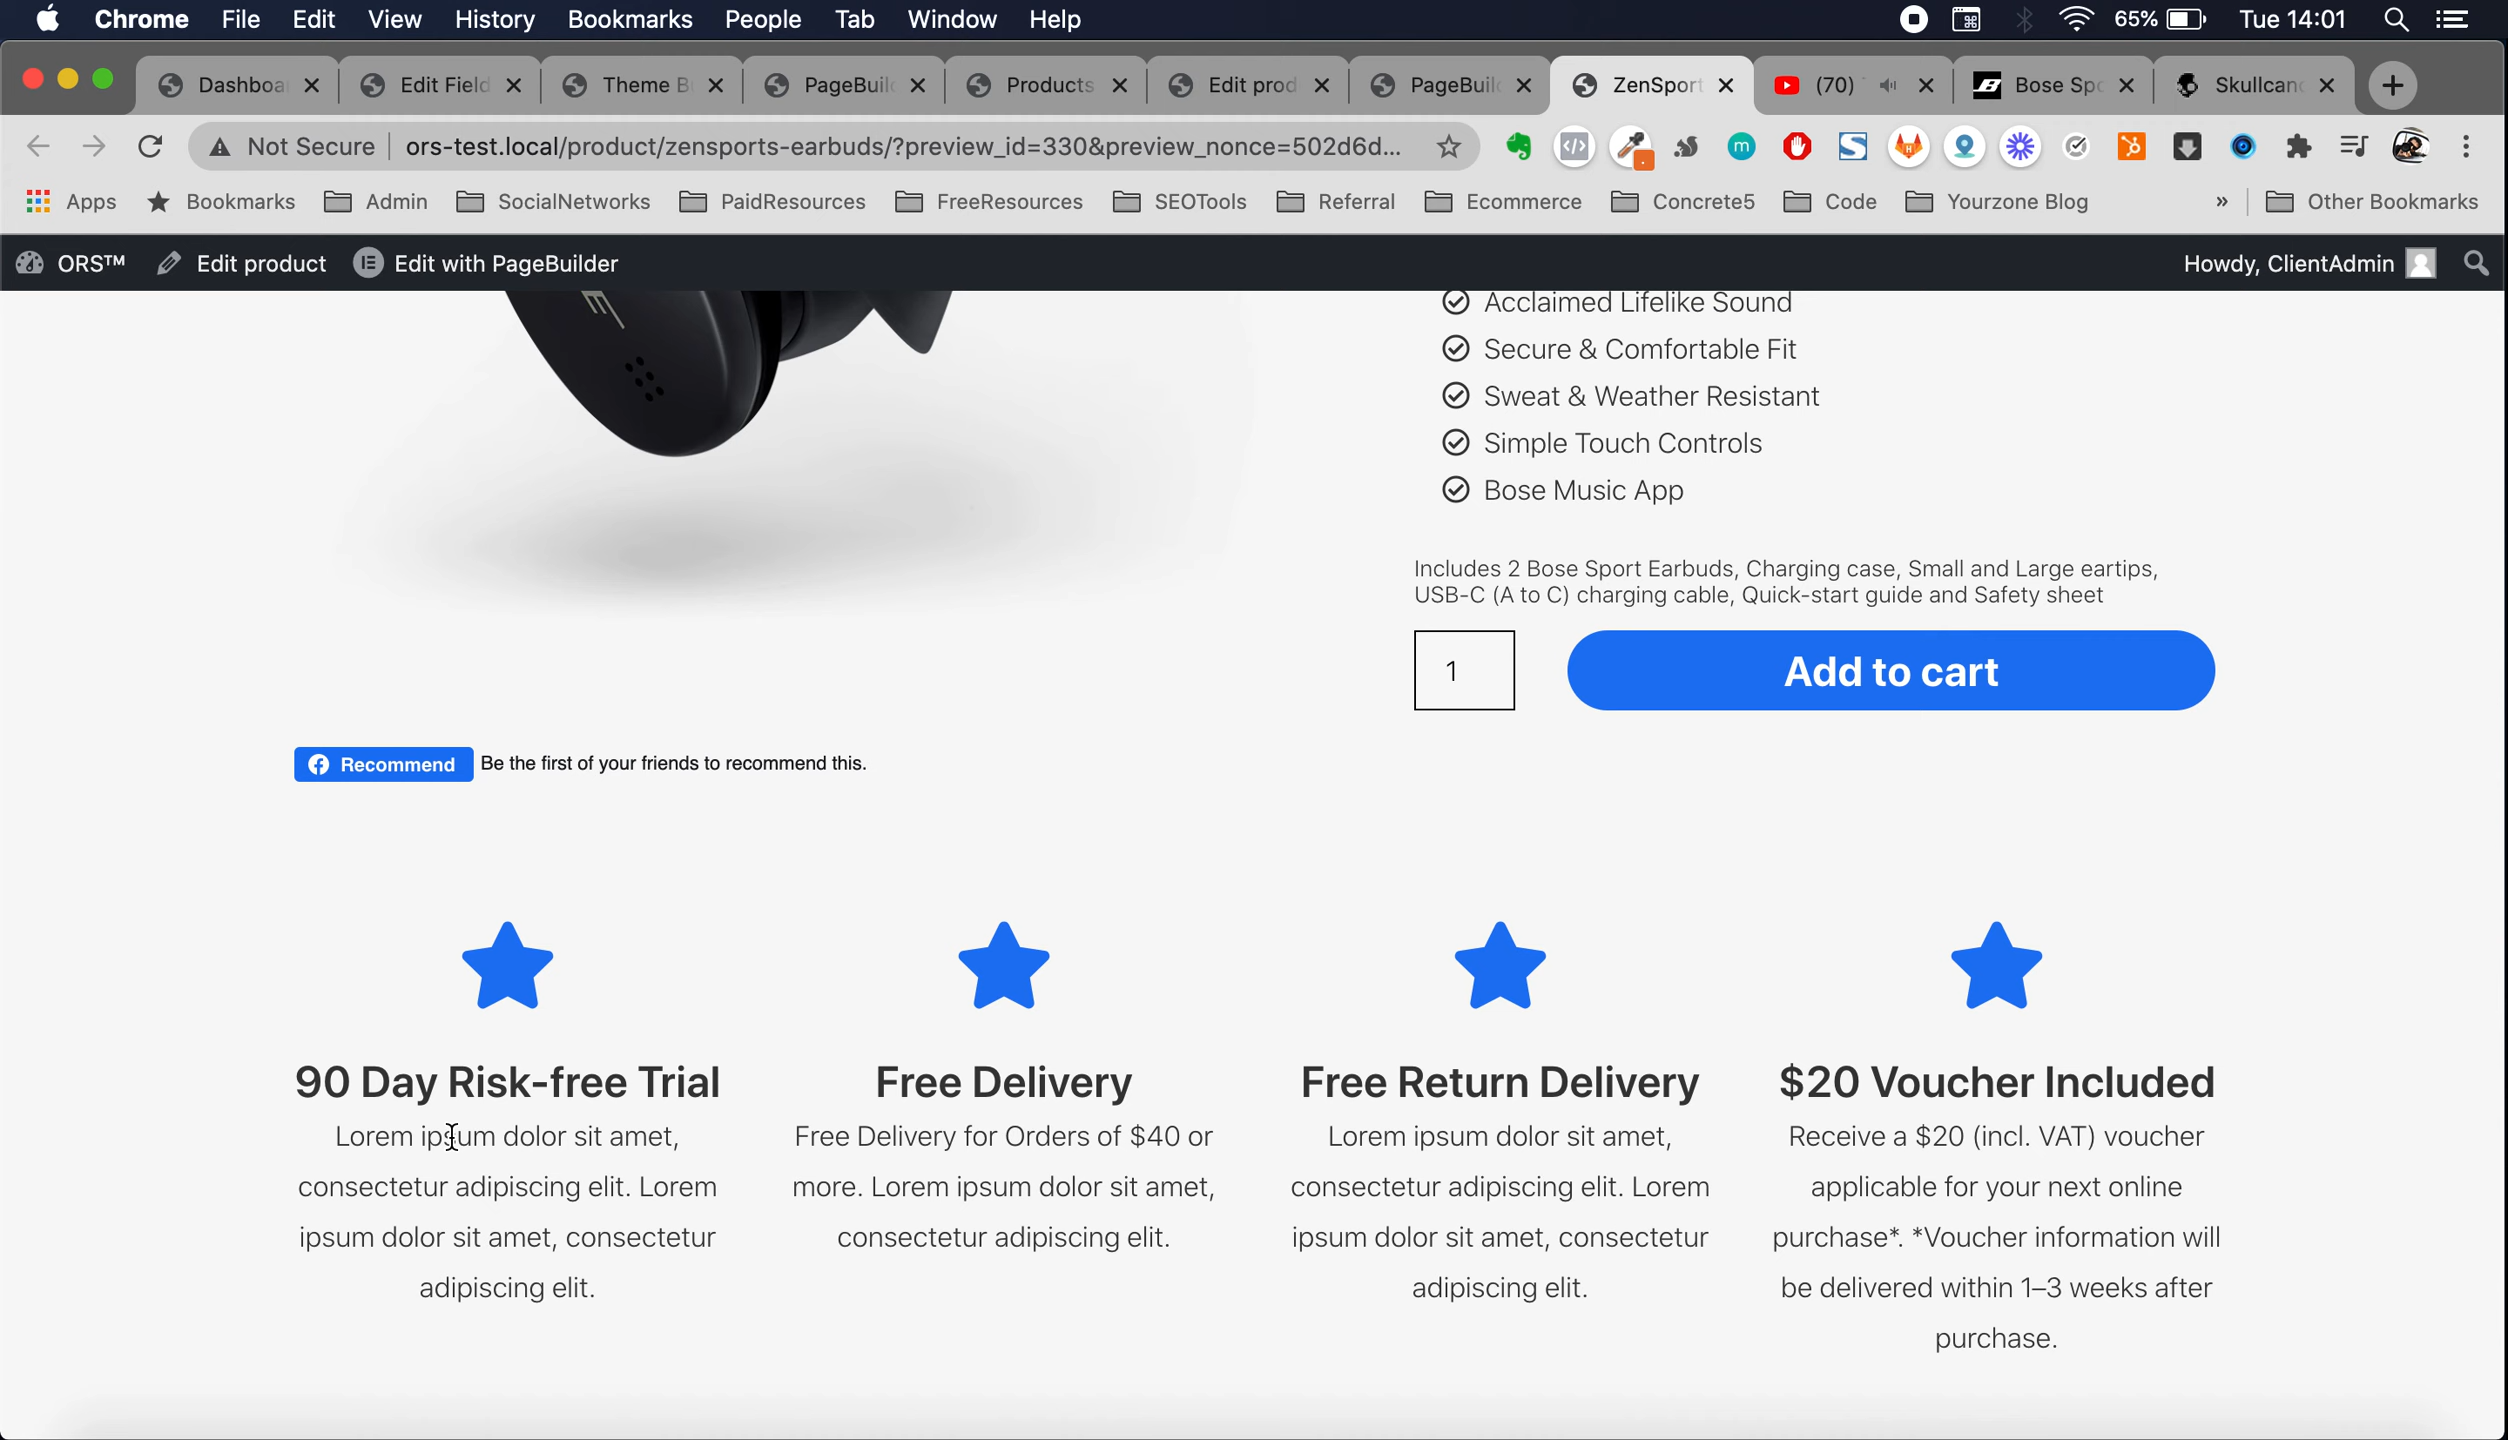 Chrome File Edit View History Bookmarks People Tab Window Help 65% Tue 14:01
Dashboa Edit Field Theme B PageBuil Products Edit prod PageBuil ZenSport (70) Bose Spo Skullcan
Not Secure ors-test.local/product/zensports-earbuds/?preview_id=330&preview_nonce=502d6d...
Apps Bookmarks Admin SocialNetworks PaidResources FreeResources SEOTools Referral Ecommerce Concrete5 Code Yourzone Blog » Other Bookmarks
ORS™ Edit product Edit with PageBuilder Howdy, ClientAdmin
Acclaimed Lifelike Sound
Secure & Comfortable Fit
Sweat & Weather Resistant
Simple Touch Controls
Bose Music App
Includes 2 Bose Sport Earbuds, Charging case, Small and Large eartips,
USB-C (A to C) charging cable, Quick-start guide and Safety sheet
1 Add to cart
Recommend Be the first of your friends to recommend this.
90 Day Risk-free Trial
Lorem ipsum dolor sit amet,
consectetur adipiscing elit. Lorem
ipsum dolor sit amet, consectetur
adipiscing elit.
Free Delivery
Free Delivery for Orders of $40 or
more. Lorem ipsum dolor sit amet,
consectetur adipiscing elit.
Free Return Delivery
Lorem ipsum dolor sit amet,
consectetur adipiscing elit. Lorem
ipsum dolor sit amet, consectetur
adipiscing elit.
$20 Voucher Included
Receive a $20 (incl. VAT) voucher
applicable for your next online
purchase*. *Voucher information will
be delivered within 1–3 weeks after
purchase.